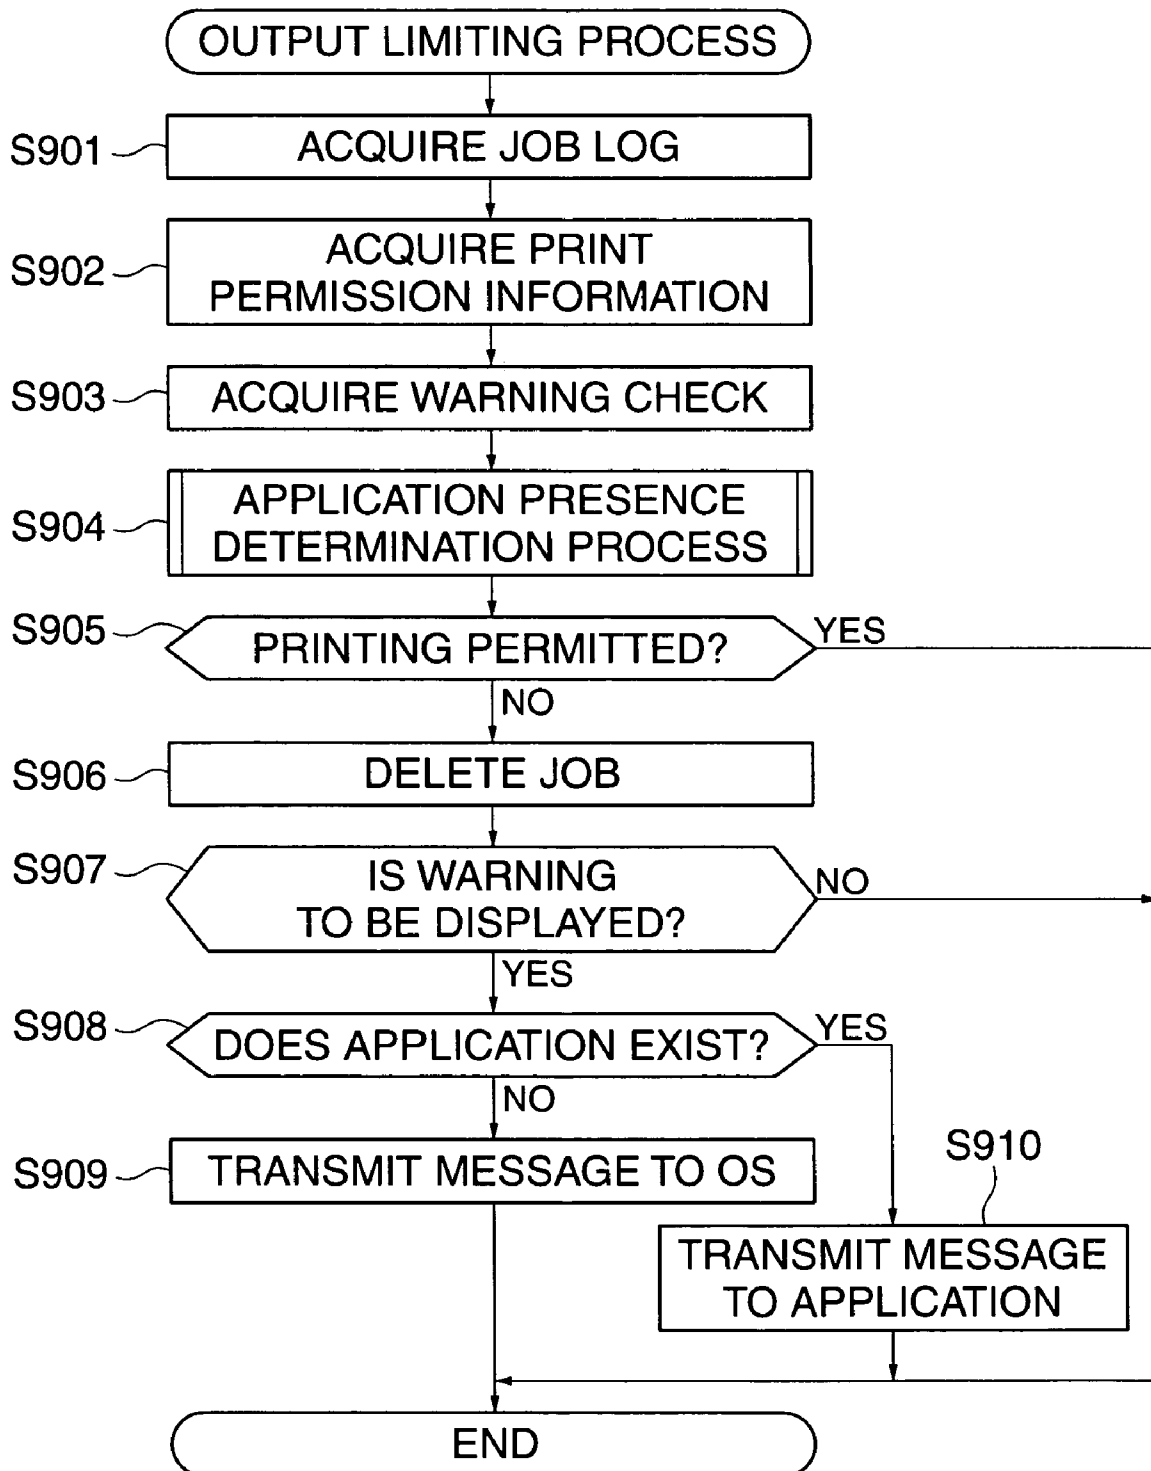 OUTPUT LIMITING PROCESS
S901
ACQUIRE JOB LOG
S902
ACQUIRE PRINT
PERMISSION INFORMATION
S903
ACQUIRE WARNING CHECK
S904
APPLICATION PRESENCE
DETERMINATION PROCESS
S905
PRINTING PERMITTED?
YES
NO
S906
DELETE JOB
S907
IS WARNING
TO BE DISPLAYED?
NO
YES
S908
DOES APPLICATION EXIST?
YES
NO
S909
TRANSMIT MESSAGE TO OS
S910
TRANSMIT MESSAGE
TO APPLICATION
END